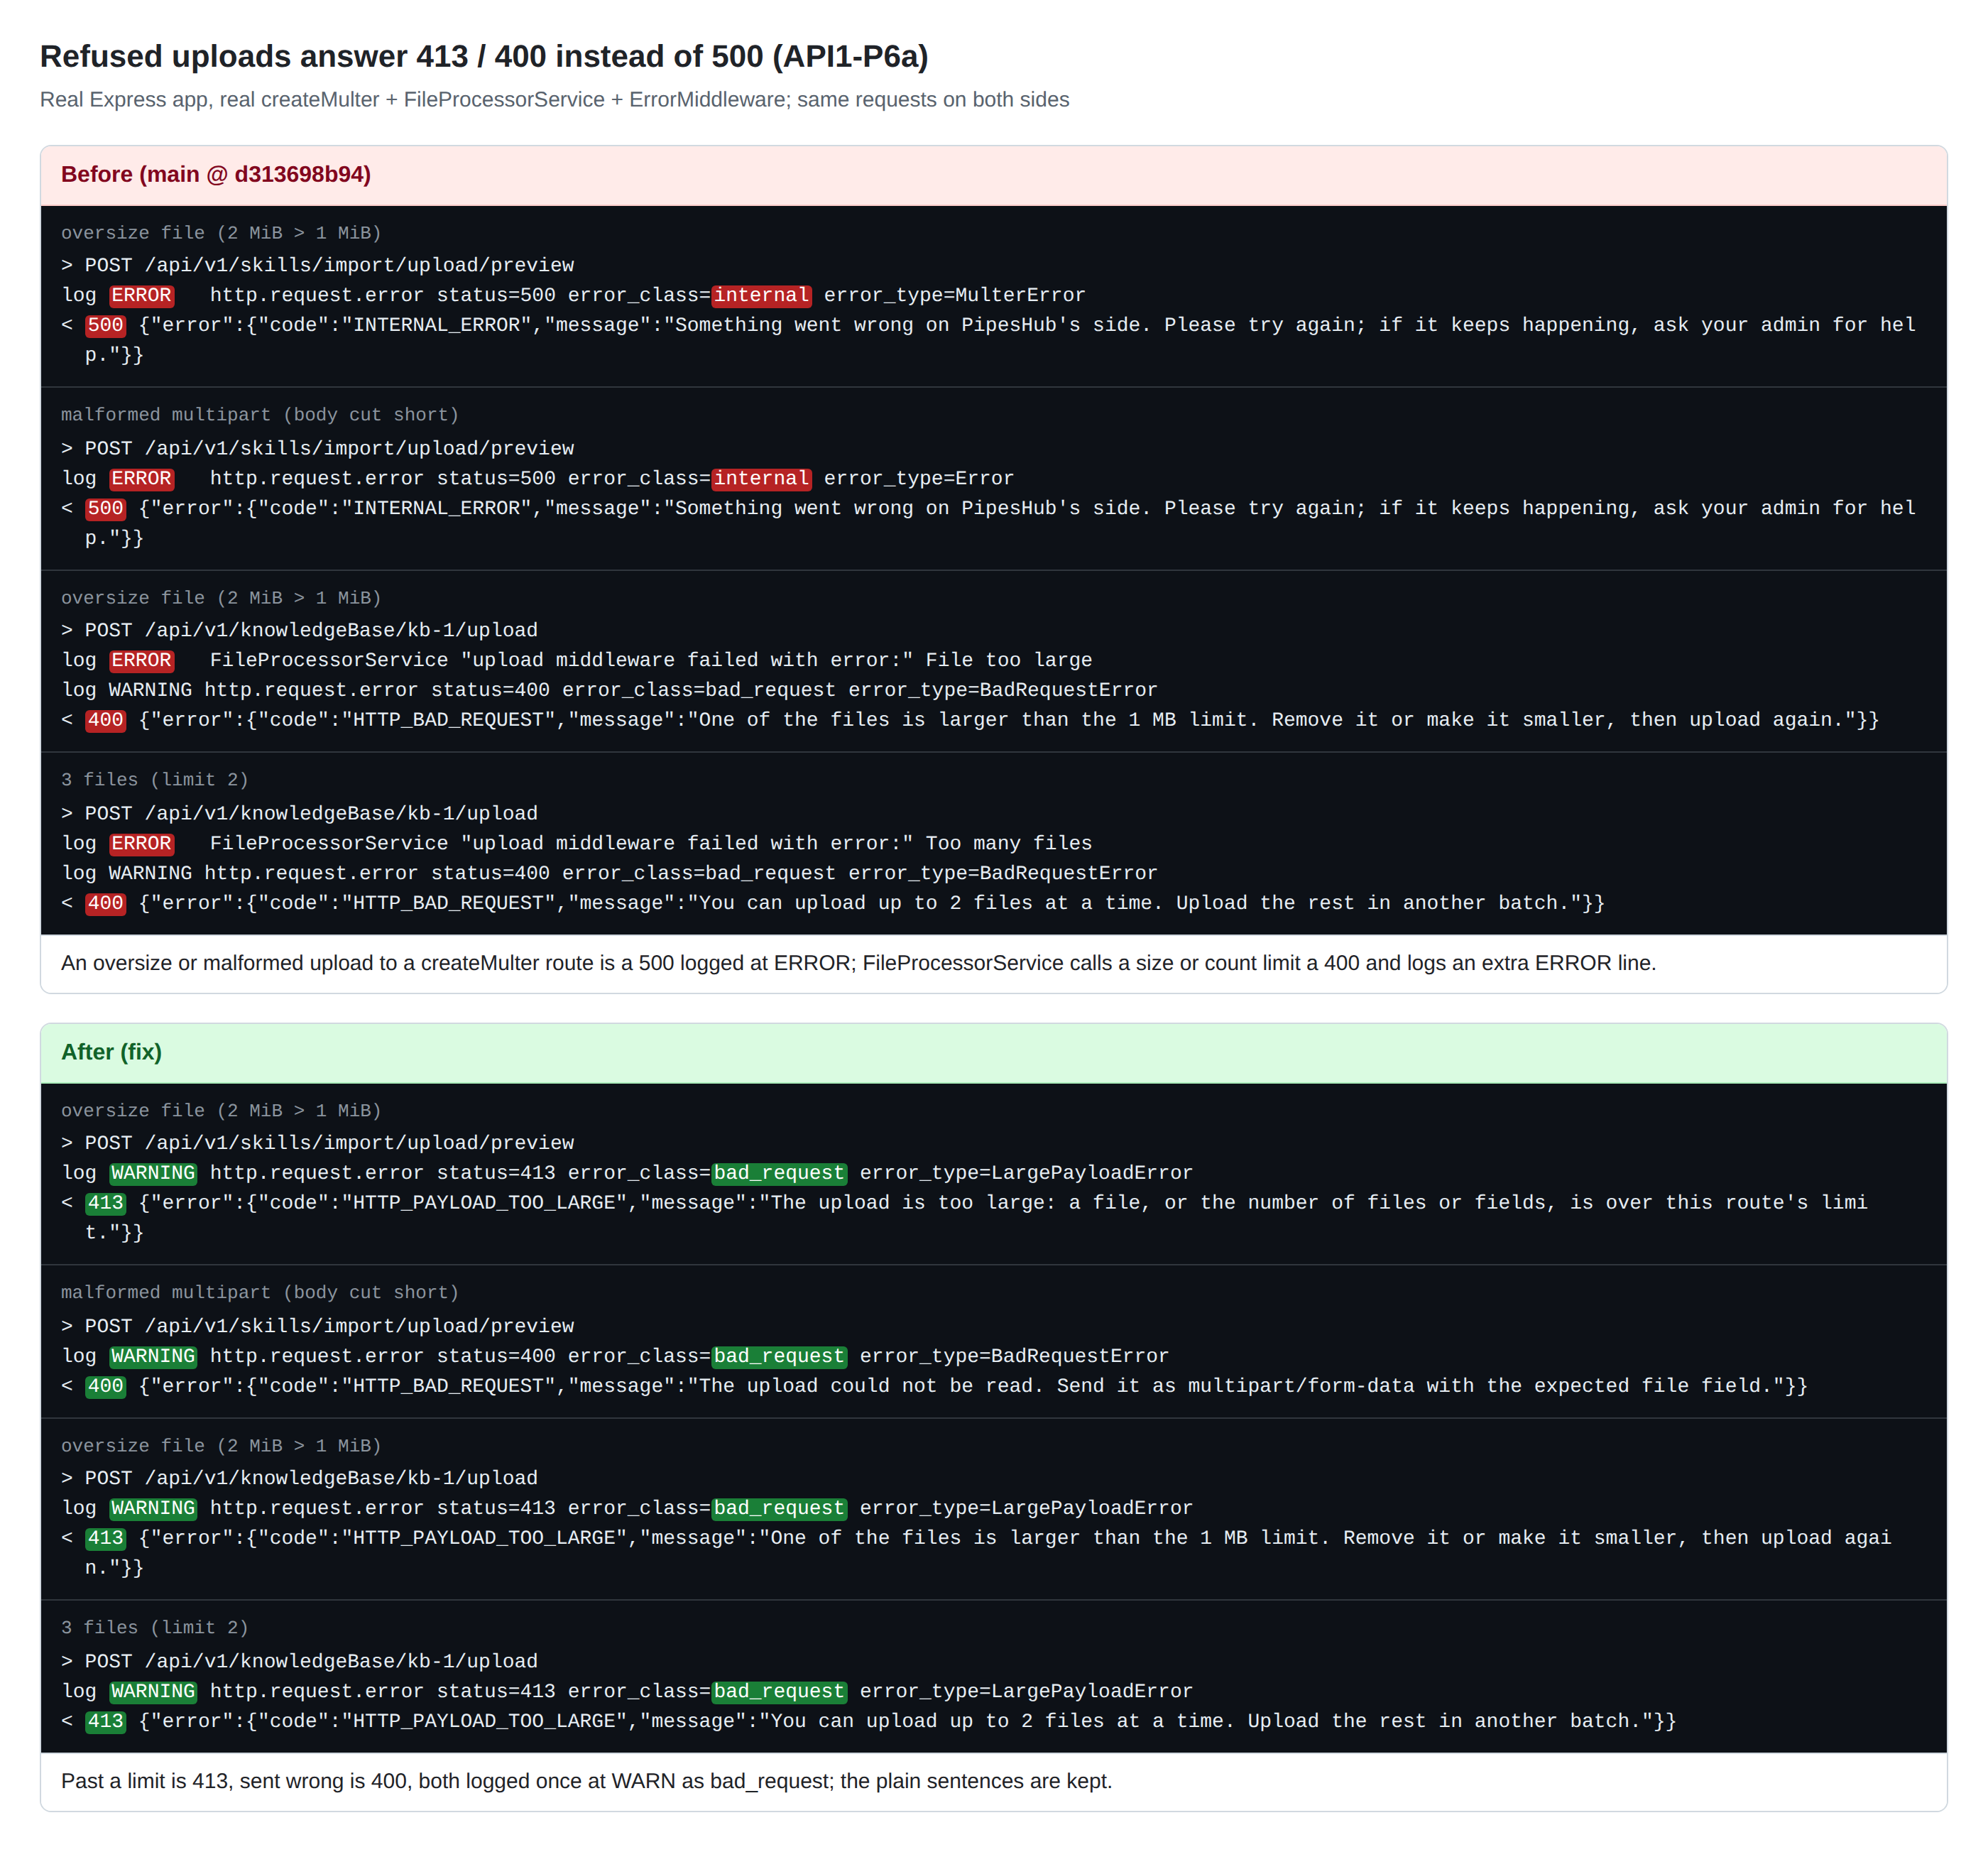 Refused uploads answer 413 / 400 instead of 500 (API1-P6a)
Real Express app, real createMulter + FileProcessorService + ErrorMiddleware; same requests on both sides
Before (main @ d313698b94)
oversize file (2 MiB > 1 MiB)
> POST /api/v1/skills/import/upload/preview
log ERROR   http.request.error status=500 error_class=internal error_type=MulterError
< 500 {"error":{"code":"INTERNAL_ERROR","message":"Something went wrong on PipesHub's side. Please try again; if it keeps happening, ask your admin for hel
p."}}
malformed multipart (body cut short)
> POST /api/v1/skills/import/upload/preview
log ERROR   http.request.error status=500 error_class=internal error_type=Error
< 500 {"error":{"code":"INTERNAL_ERROR","message":"Something went wrong on PipesHub's side. Please try again; if it keeps happening, ask your admin for hel
p."}}
oversize file (2 MiB > 1 MiB)
> POST /api/v1/knowledgeBase/kb-1/upload
log ERROR   FileProcessorService "upload middleware failed with error:" File too large
log WARNING http.request.error status=400 error_class=bad_request error_type=BadRequestError
< 400 {"error":{"code":"HTTP_BAD_REQUEST","message":"One of the files is larger than the 1 MB limit. Remove it or make it smaller, then upload again."}}
3 files (limit 2)
> POST /api/v1/knowledgeBase/kb-1/upload
log ERROR   FileProcessorService "upload middleware failed with error:" Too many files
log WARNING http.request.error status=400 error_class=bad_request error_type=BadRequestError
< 400 {"error":{"code":"HTTP_BAD_REQUEST","message":"You can upload up to 2 files at a time. Upload the rest in another batch."}}
An oversize or malformed upload to a createMulter route is a 500 logged at ERROR; FileProcessorService calls a size or count limit a 400 and logs an extra ERROR line.
After (fix)
oversize file (2 MiB > 1 MiB)
> POST /api/v1/skills/import/upload/preview
log WARNING http.request.error status=413 error_class=bad_request error_type=LargePayloadError
< 413 {"error":{"code":"HTTP_PAYLOAD_TOO_LARGE","message":"The upload is too large: a file, or the number of files or fields, is over this route's limi
t."}}
malformed multipart (body cut short)
> POST /api/v1/skills/import/upload/preview
log WARNING http.request.error status=400 error_class=bad_request error_type=BadRequestError
< 400 {"error":{"code":"HTTP_BAD_REQUEST","message":"The upload could not be read. Send it as multipart/form-data with the expected file field."}}
oversize file (2 MiB > 1 MiB)
> POST /api/v1/knowledgeBase/kb-1/upload
log WARNING http.request.error status=413 error_class=bad_request error_type=LargePayloadError
< 413 {"error":{"code":"HTTP_PAYLOAD_TOO_LARGE","message":"One of the files is larger than the 1 MB limit. Remove it or make it smaller, then upload agai
n."}}
3 files (limit 2)
> POST /api/v1/knowledgeBase/kb-1/upload
log WARNING http.request.error status=413 error_class=bad_request error_type=LargePayloadError
< 413 {"error":{"code":"HTTP_PAYLOAD_TOO_LARGE","message":"You can upload up to 2 files at a time. Upload the rest in another batch."}}
Past a limit is 413, sent wrong is 400, both logged once at WARN as bad_request; the plain sentences are kept.